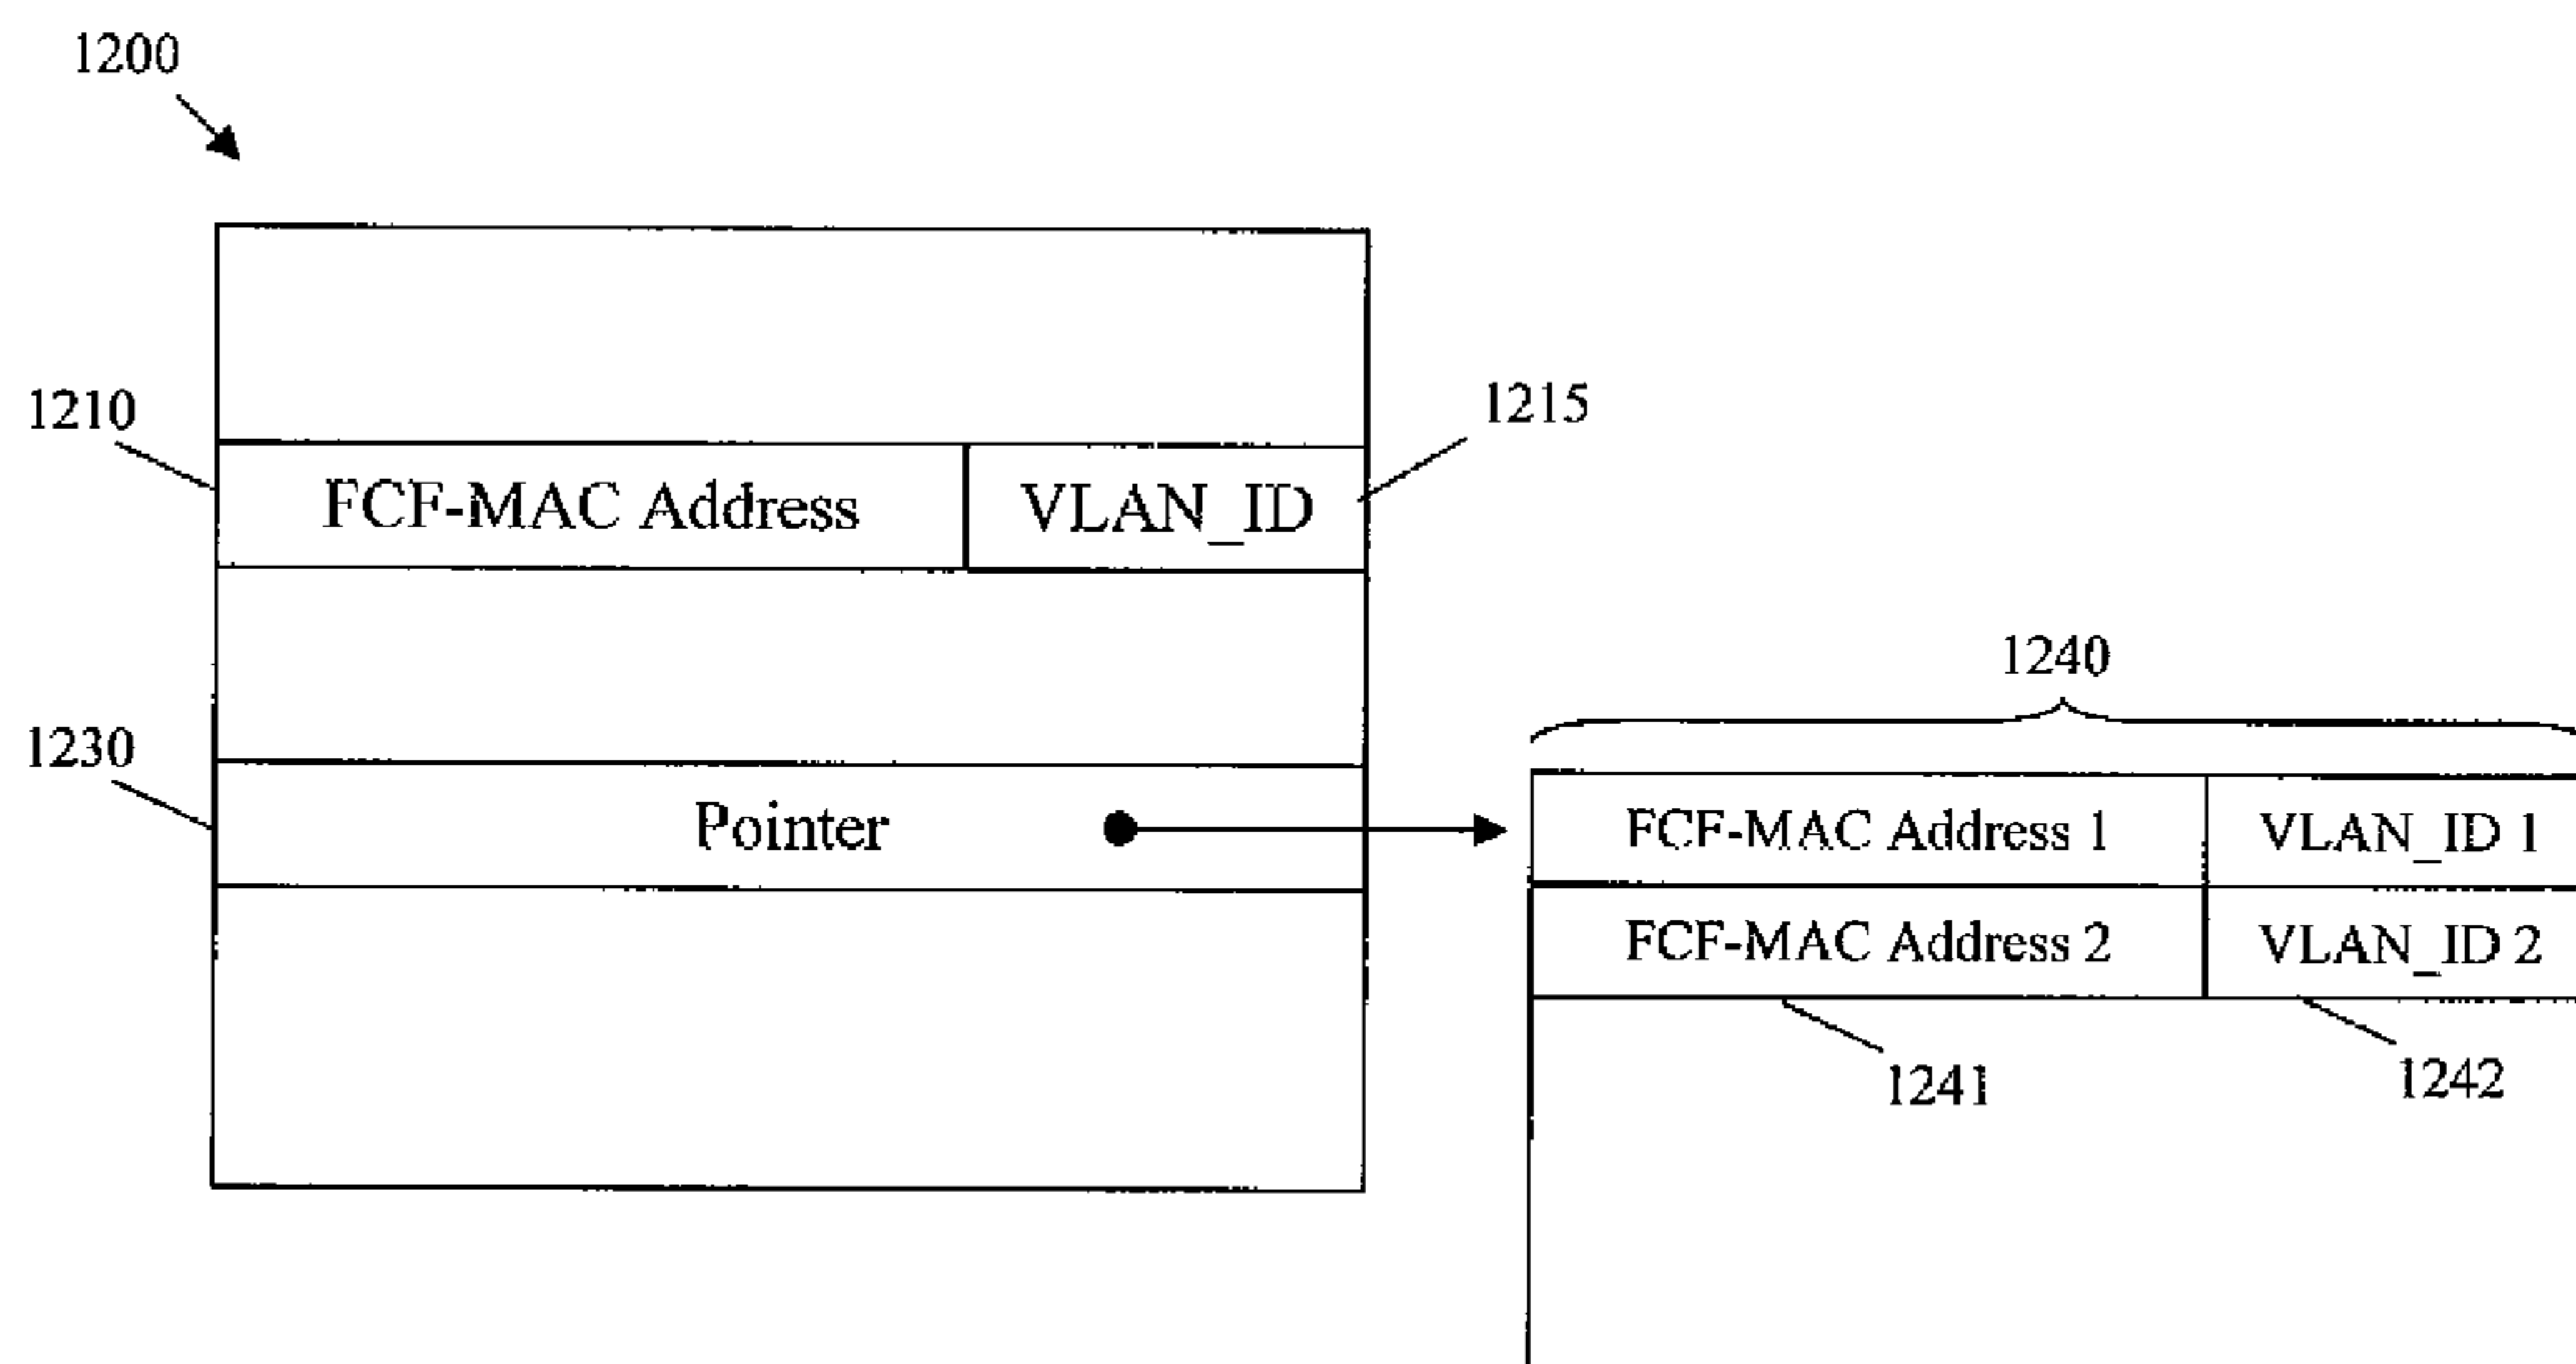 1200
1210
1215
FCF-MAC Address
VLAN_ID
1230
Pointer
1240
FCF-MAC Address 1
VLAN_ID 1
FCF-MAC Address 2
VLAN_ID 2
1241
1242